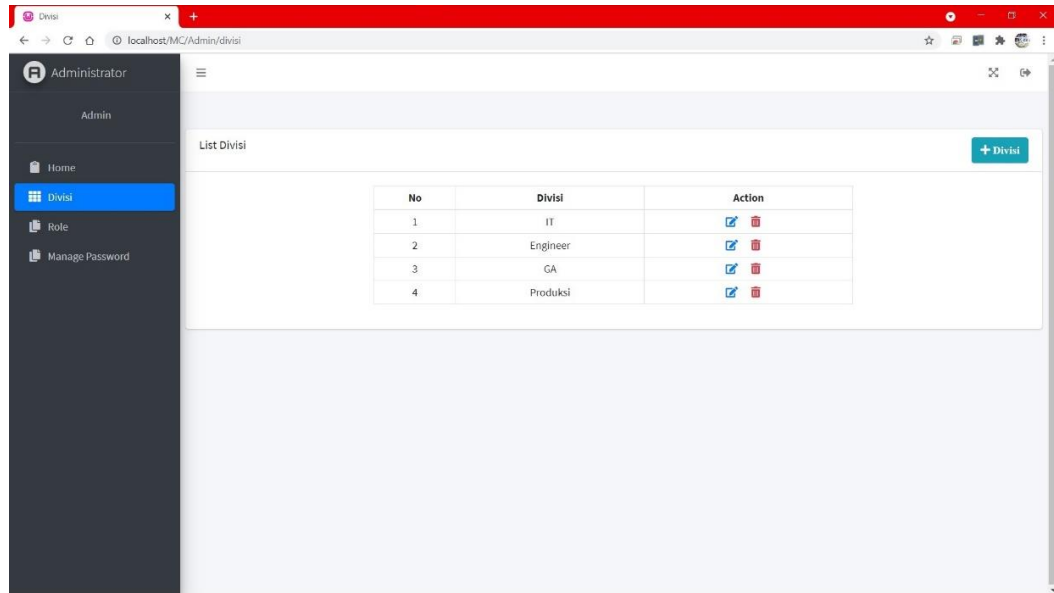 Divisi
localhost/MC/Admin/divisi
Administrator
Admin
Home
Divisi
Role
Manage Password
List Divisi
+ Divisi
No Divisi Action
1 IT
2 Engineer
3 GA
4 Produksi